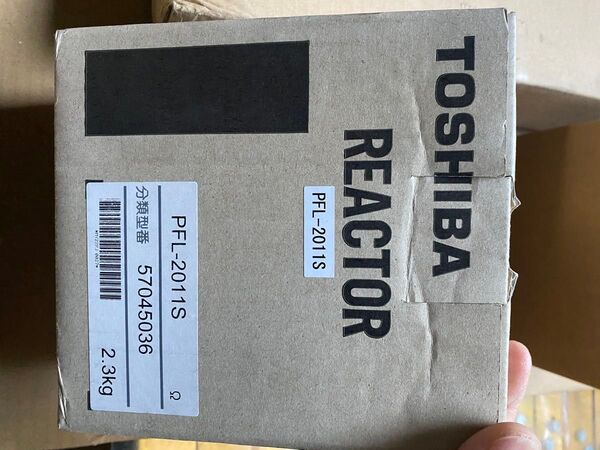 TOSHIBA
REACTOR
PFL-2011S
PFL-2011S Ω
分類型番 57045036 2.3kg